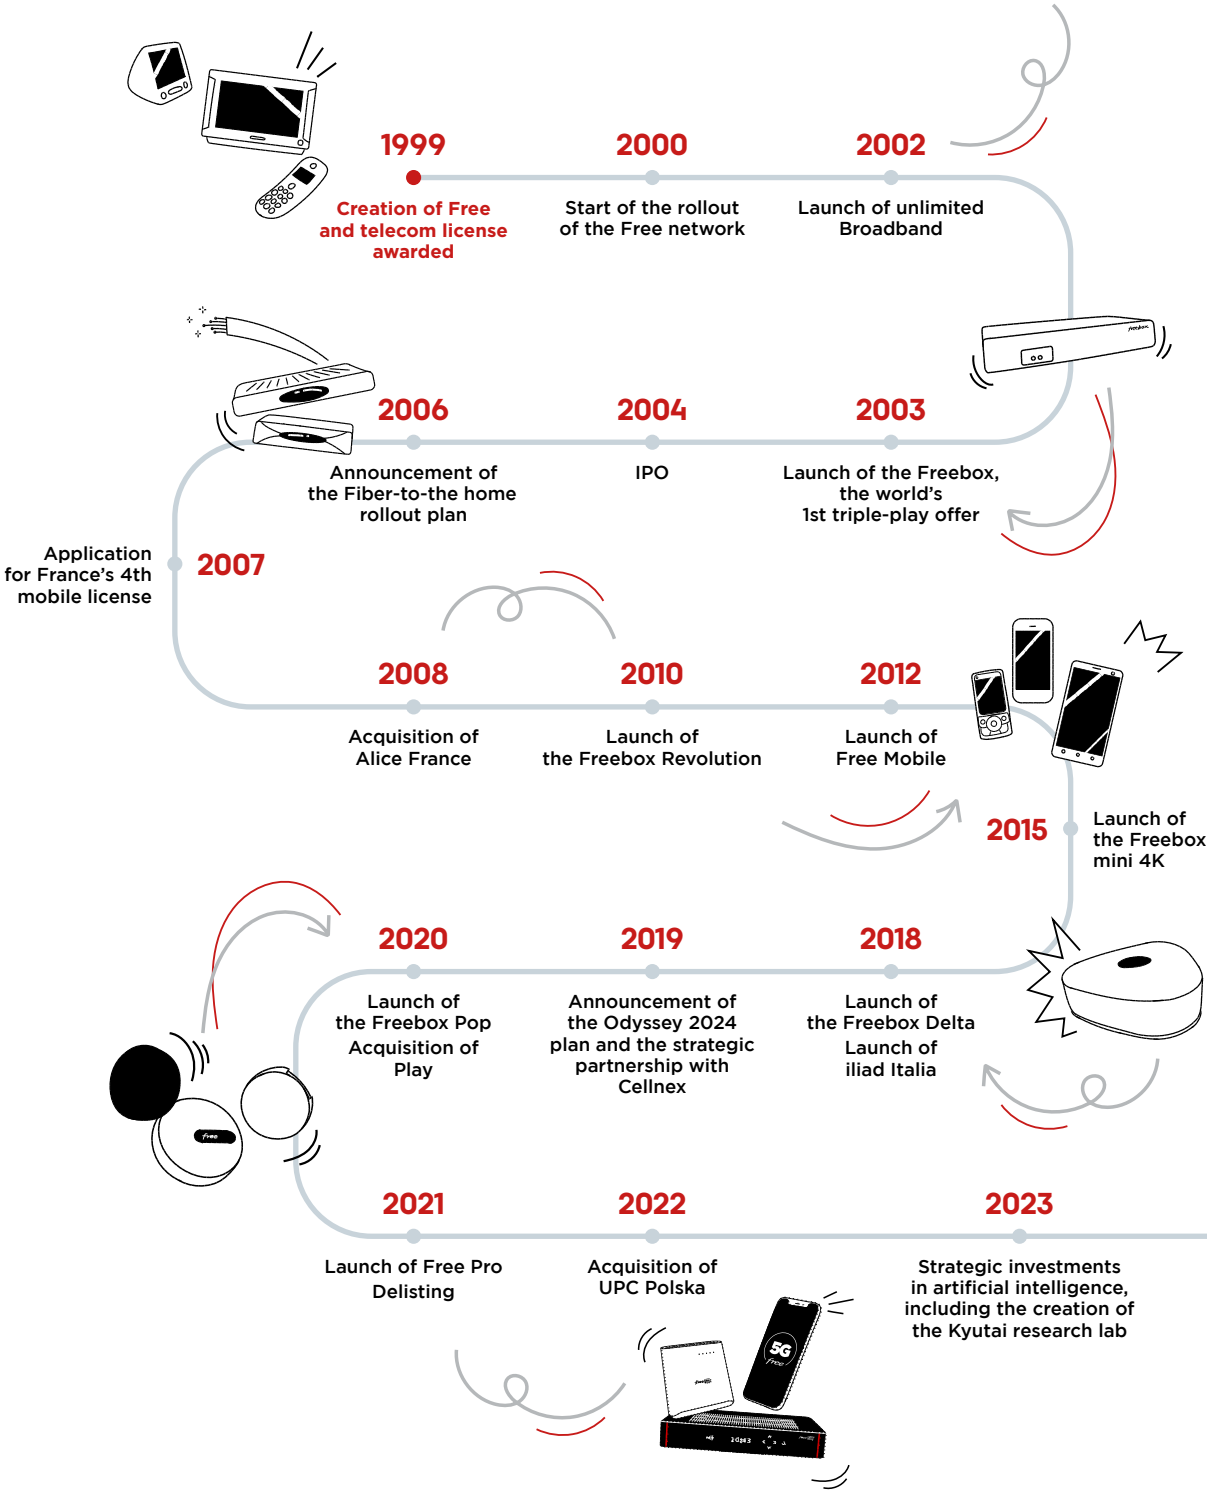 1999
Creation of Free
and telecom license
awarded
2000
Start of the rollout
of the Free network
2002
Launch of unlimited
Broadband
freebox
2003
Launch of the Freebox,
the world's
1st triple-play offer
2004
IPO
2006
Announcement of
the Fiber-to-the home
rollout plan
2007
Application
for France's 4th
mobile license
2008
Acquisition of
Alice France
2010
Launch of
the Freebox Revolution
2012
Launch of
Free Mobile
2015
Launch of
the Freebox
mini 4K
2018
Launch of
the Freebox Delta
Launch of
iliad Italia
2019
Announcement of
the Odyssey 2024
plan and the strategic
partnership with
Cellnex
2020
Launch of
the Freebox Pop
Acquisition of
Play
free
2021
Launch of Free Pro
Delisting
2022
Acquisition of
UPC Polska
2023
Strategic investments
in artificial intelligence,
including the creation of
the Kyutai research lab
5G
free